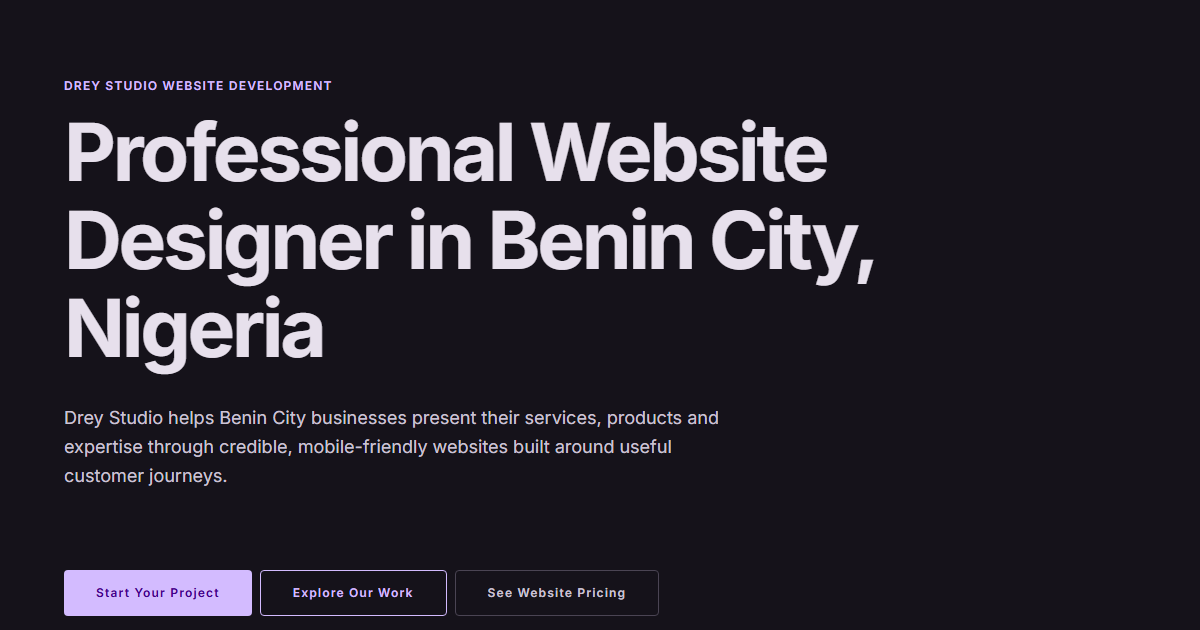 DREY STUDIO WEBSITE DEVELOPMENT
Professional Website
Designer in Benin City,
Nigeria
Drey Studio helps Benin City businesses present their services, products and
expertise through credible, mobile-friendly websites built around useful
customer journeys.
Start Your Project
Explore Our Work
See Website Pricing